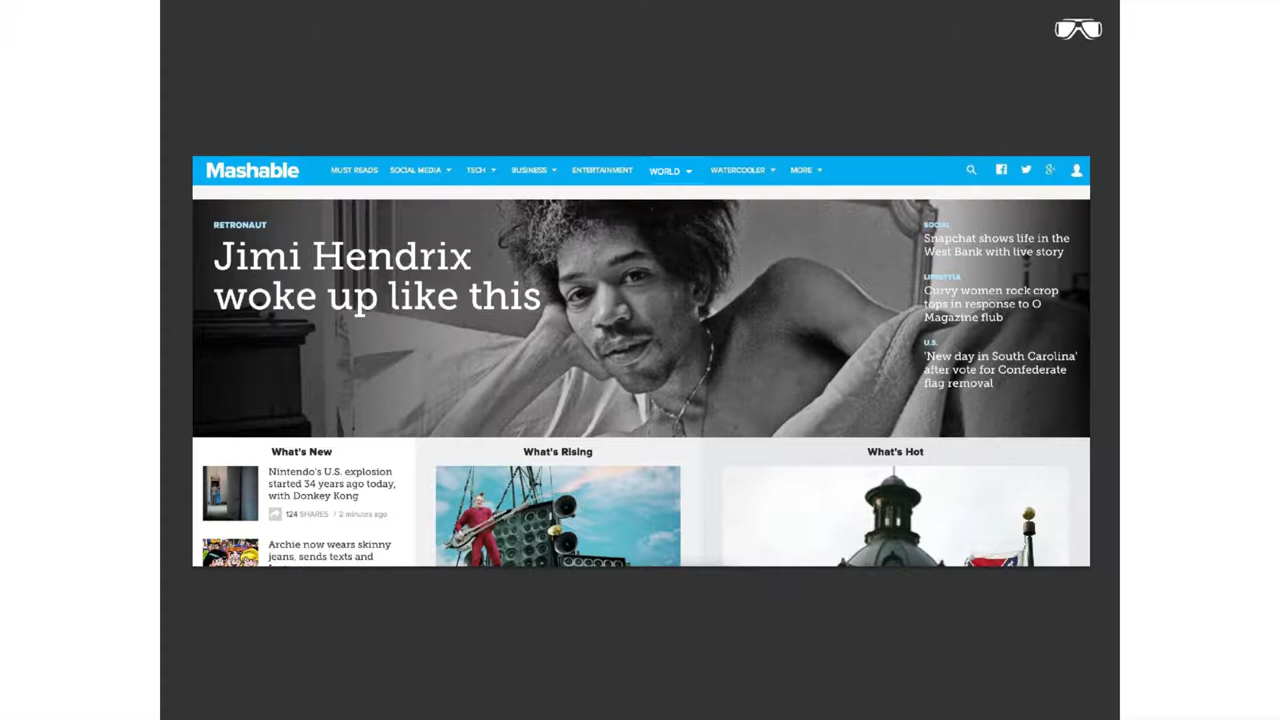 Mashable
MUST READS
SOCIAL MEDIA
TECH
BUSINESS
ENTERTAINMENT
WORLD
WATERCOOLER
MORE
RETRONAUT
Jimi Hendrix
woke up like this
SOCIAL
Snapchat shows life in the
West Bank with live story
LIFESTYLE
Curvy women rock crop
tops in response to O
Magazine flub
U.S.
'New day in South Carolina'
after vote for Confederate
flag removal
What's New
Nintendo's U.S. explosion
started 34 years ago today,
with Donkey Kong
124 SHARES / 2 minutes ago
Archie now wears skinny
jeans, sends texts and
What's Rising
What's Hot